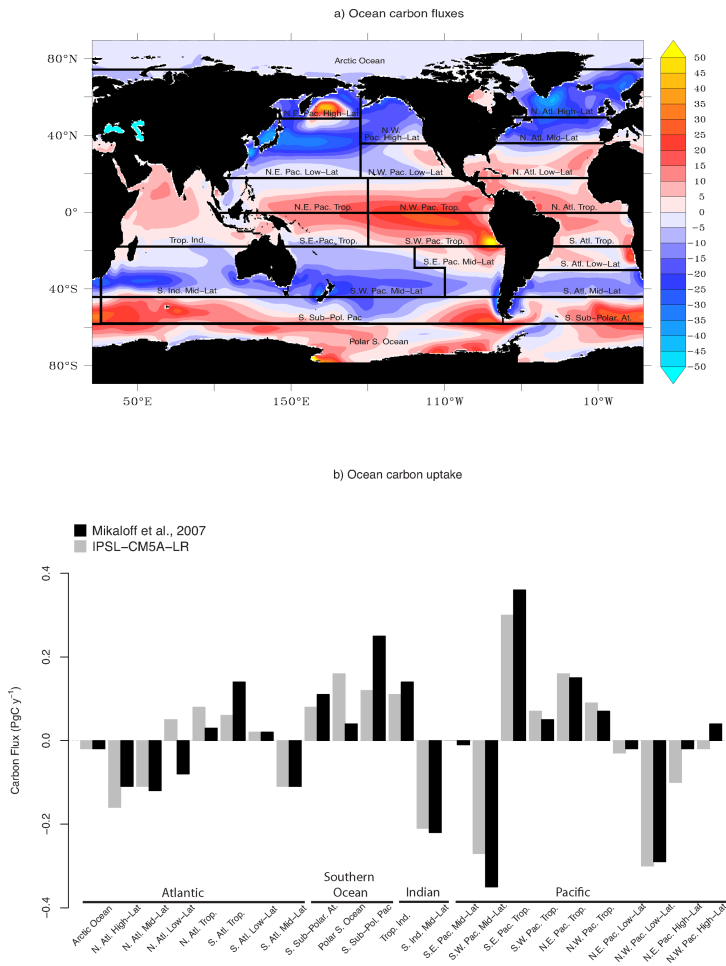 a) Ocean carbon fluxes
80°N
40°N
0°
40°S
80°S
50°E
150°E
110°W
10°W
Arctic Ocean
N.E. Pac. High−Lat
N. Atl. High−Lat
N.W.
Pac. High−Lat
N. Atl. Mid−Lat
N.E. Pac. Low−Lat
N.W. Pac. Low−Lat
N. Atl. Low−Lat
N.E. Pac. Trop.
N.W. Pac. Trop.
N. Atl. Trop.
Trop. Ind.
S.E. Pac. Trop.
S.W. Pac. Trop.
S. Atl. Trop.
S.E. Pac. Mid−Lat
S. Atl. Low−Lat
S. Ind. Mid−Lat
S.W. Pac. Mid−Lat
S. Atl. Mid−Lat
S. Sub−Pol. Pac
S. Sub−Polar. At.
Polar S. Ocean
50
45
40
35
30
25
20
15
10
5
0
−5
−10
−15
−20
−25
−30
−35
−40
−45
−50
b) Ocean carbon uptake
Mikaloff et al., 2007
IPSL−CM5A−LR
Carbon Flux (PgC y⁻¹)
0.4
0.2
0.0
−0.2
−0.4
Atlantic
Southern
Ocean
Indian
Pacific
Arctic Ocean
N. Atl. High−Lat
N. Atl. Mid−Lat
N. Atl. Low−Lat
N. Atl. Trop.
S. Atl. Trop.
S. Atl. Low−Lat
S. Atl. Mid−Lat
S. Sub−Polar. At.
Polar S. Ocean
S. Sub−Pol. Pac
Trop. Ind.
S. Ind. Mid−Lat
S.E. Pac. Mid−Lat
S.W. Pac. Mid−Lat.
S.E. Pac. Trop.
S.W. Pac. Trop.
N.E. Pac. Trop.
N.W. Pac. Trop.
N.E. Pac. Low−Lat
N.W. Pac. Low−Lat.
N.E. Pac. High−Lat
N.W. Pac. High−Lat